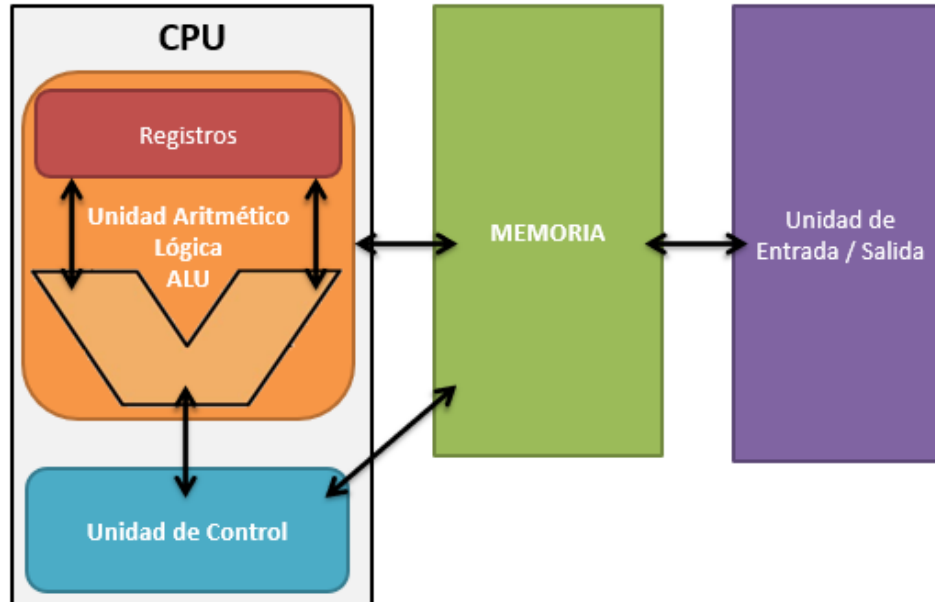 CPU
Registros
Unidad Aritmético
Lógica
ALU
Unidad de Control
MEMORIA
Unidad de
Entrada / Salida